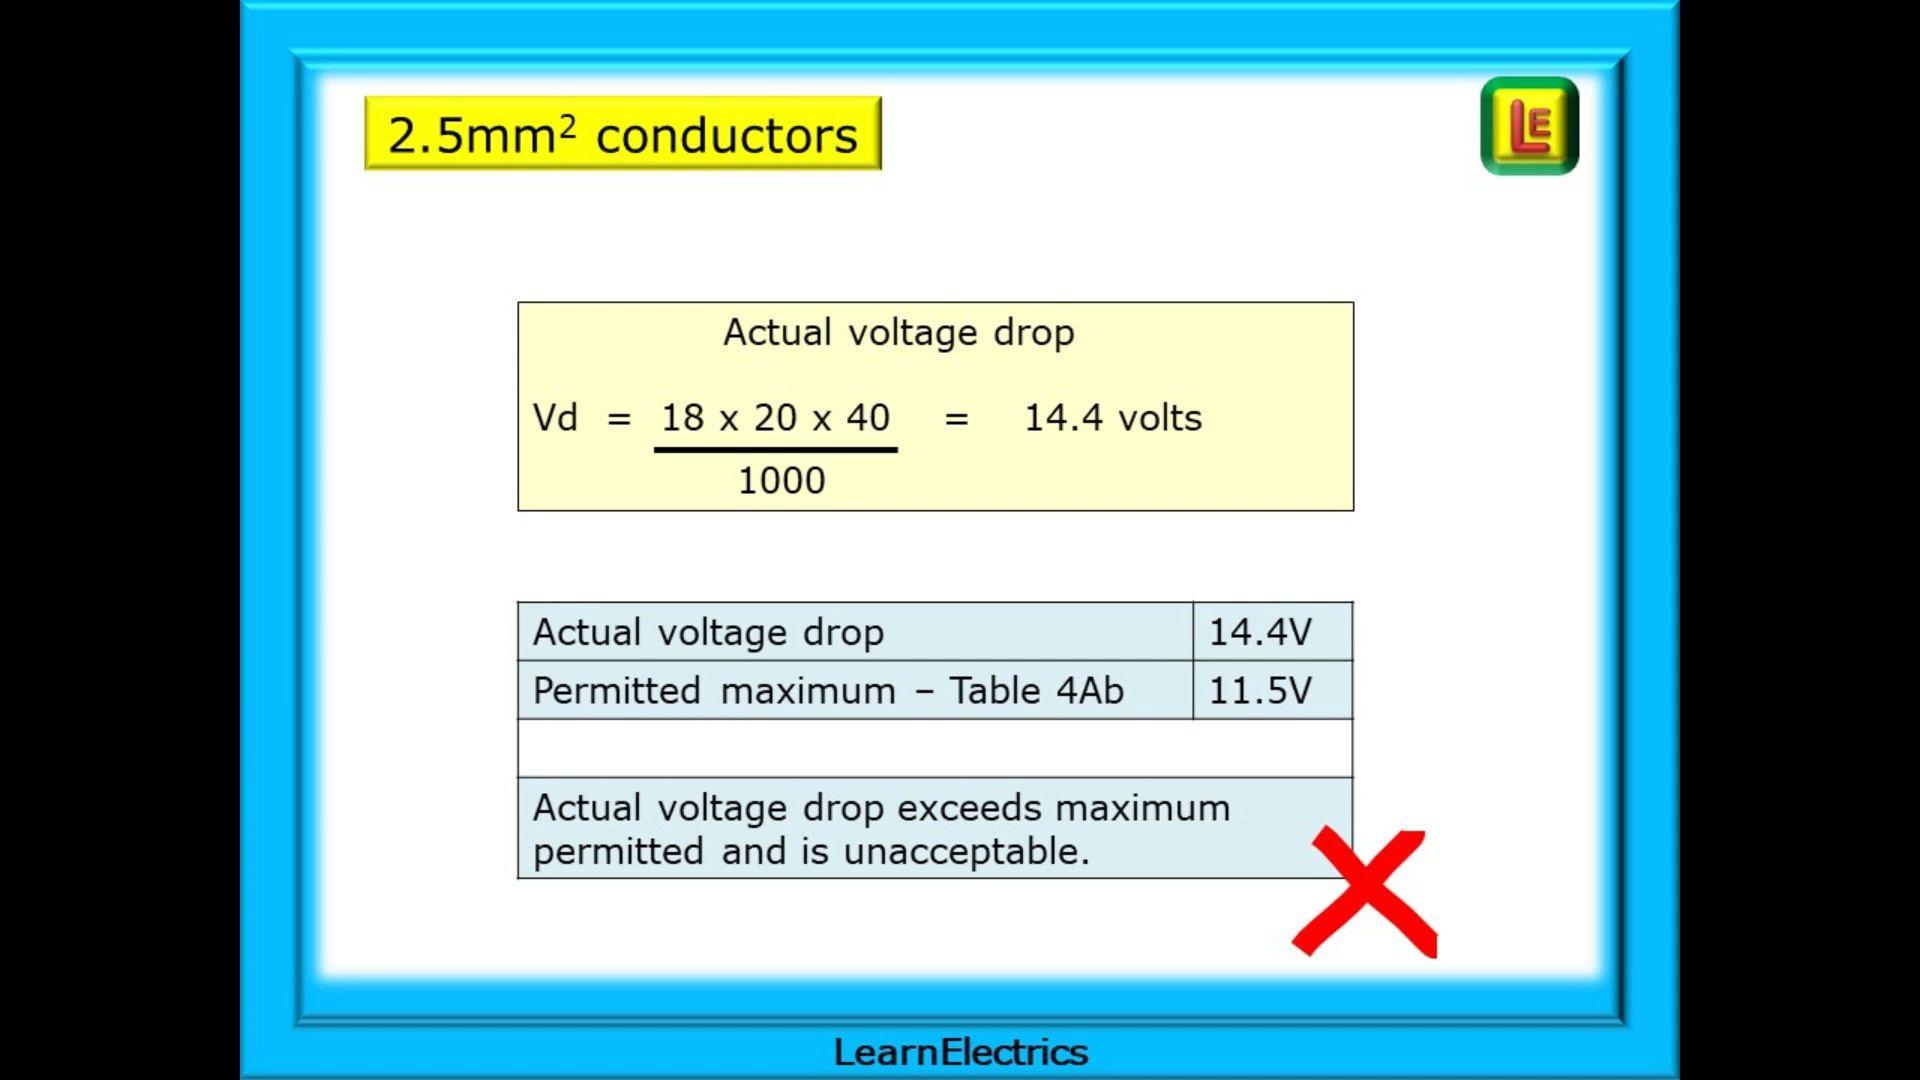 2.5mm² conductors
LE
Actual voltage drop
Vd = 18 x 20 x 40 = 14.4 volts
1000
Actual voltage drop 14.4V
Permitted maximum – Table 4Ab 11.5V
Actual voltage drop exceeds maximum
permitted and is unacceptable.
LearnElectrics